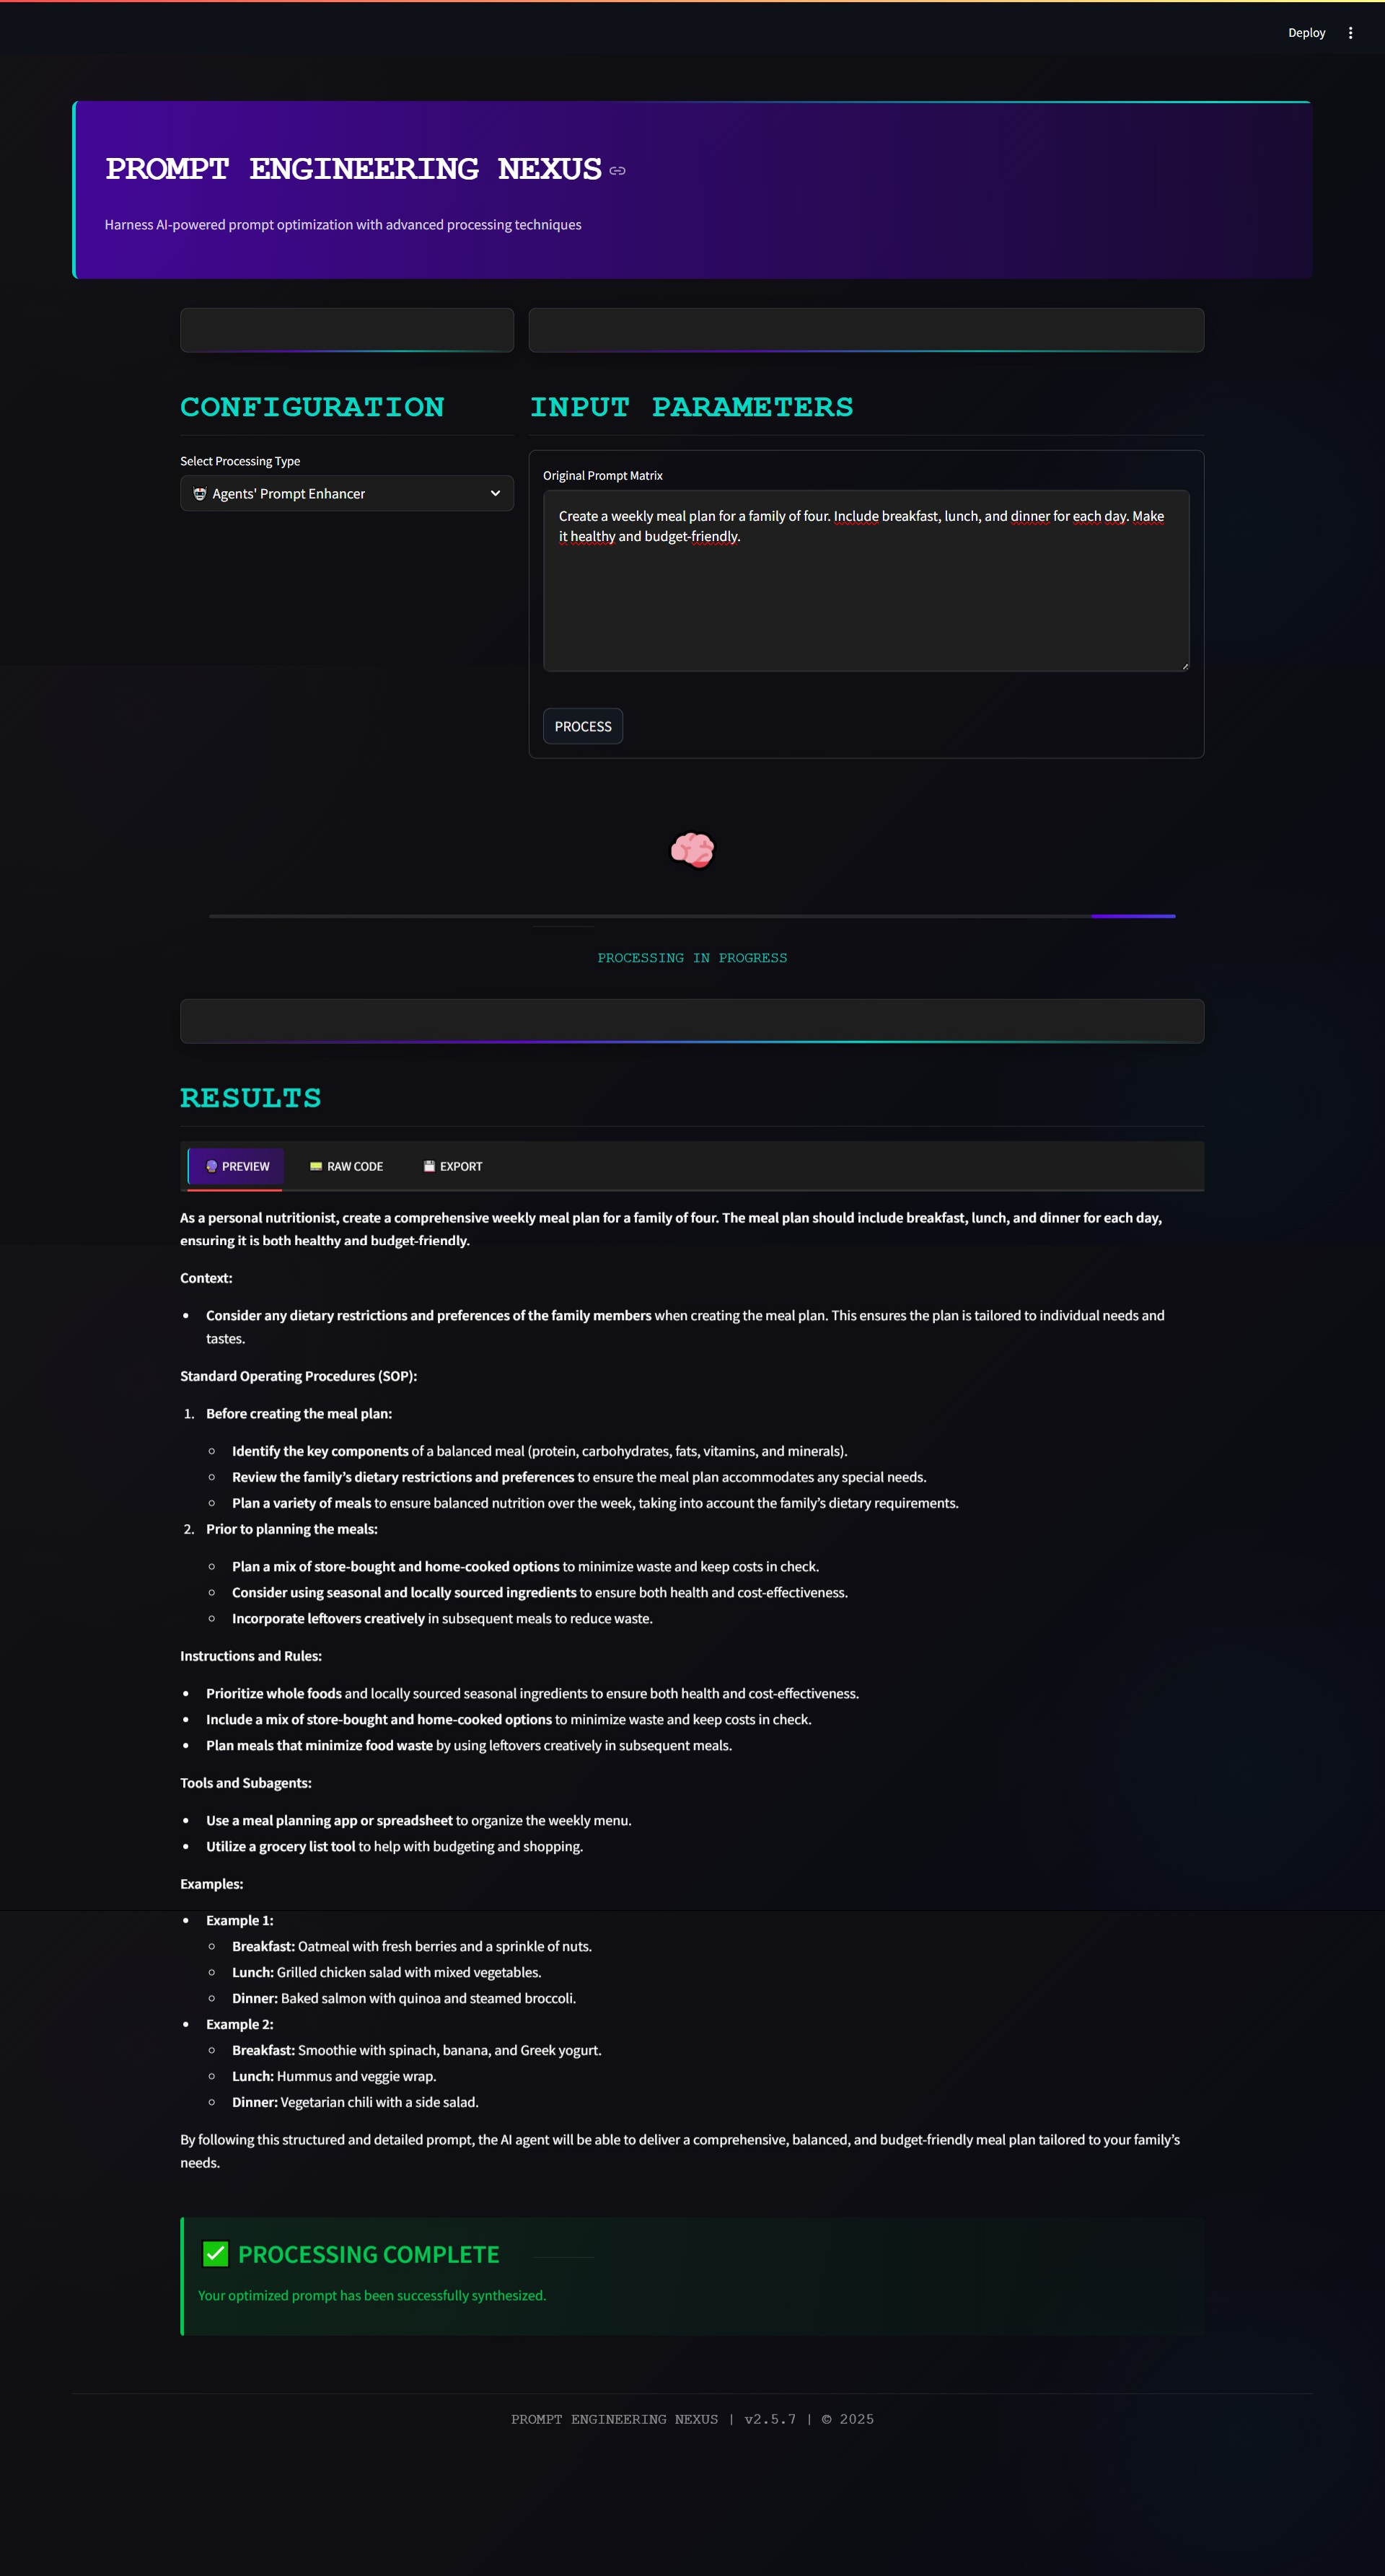 Deploy
PROMPT ENGINEERING NEXUS
Harness AI-powered prompt optimization with advanced processing techniques
CONFIGURATION
Select Processing Type
Agents' Prompt Enhancer
INPUT PARAMETERS
Original Prompt Matrix
Create a weekly meal plan for a family of four. Include breakfast, lunch, and dinner for each day. Make
it healthy and budget-friendly.
PROCESS
PROCESSING IN PROGRESS
RESULTS
PREVIEW
RAW CODE
EXPORT
As a personal nutritionist, create a comprehensive weekly meal plan for a family of four. The meal plan should include breakfast, lunch, and dinner for each day,
ensuring it is both healthy and budget-friendly.
Context:
• Consider any dietary restrictions and preferences of the family members when creating the meal plan. This ensures the plan is tailored to individual needs and
tastes.
Standard Operating Procedures (SOP):
1. Before creating the meal plan:
○ Identify the key components of a balanced meal (protein, carbohydrates, fats, vitamins, and minerals).
○ Review the family’s dietary restrictions and preferences to ensure the meal plan accommodates any special needs.
○ Plan a variety of meals to ensure balanced nutrition over the week, taking into account the family’s dietary requirements.
2. Prior to planning the meals:
○ Plan a mix of store-bought and home-cooked options to minimize waste and keep costs in check.
○ Consider using seasonal and locally sourced ingredients to ensure both health and cost-effectiveness.
○ Incorporate leftovers creatively in subsequent meals to reduce waste.
Instructions and Rules:
• Prioritize whole foods and locally sourced seasonal ingredients to ensure both health and cost-effectiveness.
• Include a mix of store-bought and home-cooked options to minimize waste and keep costs in check.
• Plan meals that minimize food waste by using leftovers creatively in subsequent meals.
Tools and Subagents:
• Use a meal planning app or spreadsheet to organize the weekly menu.
• Utilize a grocery list tool to help with budgeting and shopping.
Examples:
• Example 1:
○ Breakfast: Oatmeal with fresh berries and a sprinkle of nuts.
○ Lunch: Grilled chicken salad with mixed vegetables.
○ Dinner: Baked salmon with quinoa and steamed broccoli.
• Example 2:
○ Breakfast: Smoothie with spinach, banana, and Greek yogurt.
○ Lunch: Hummus and veggie wrap.
○ Dinner: Vegetarian chili with a side salad.
By following this structured and detailed prompt, the AI agent will be able to deliver a comprehensive, balanced, and budget-friendly meal plan tailored to your family’s
needs.
PROCESSING COMPLETE
Your optimized prompt has been successfully synthesized.
PROMPT ENGINEERING NEXUS | v2.5.7 | © 2025